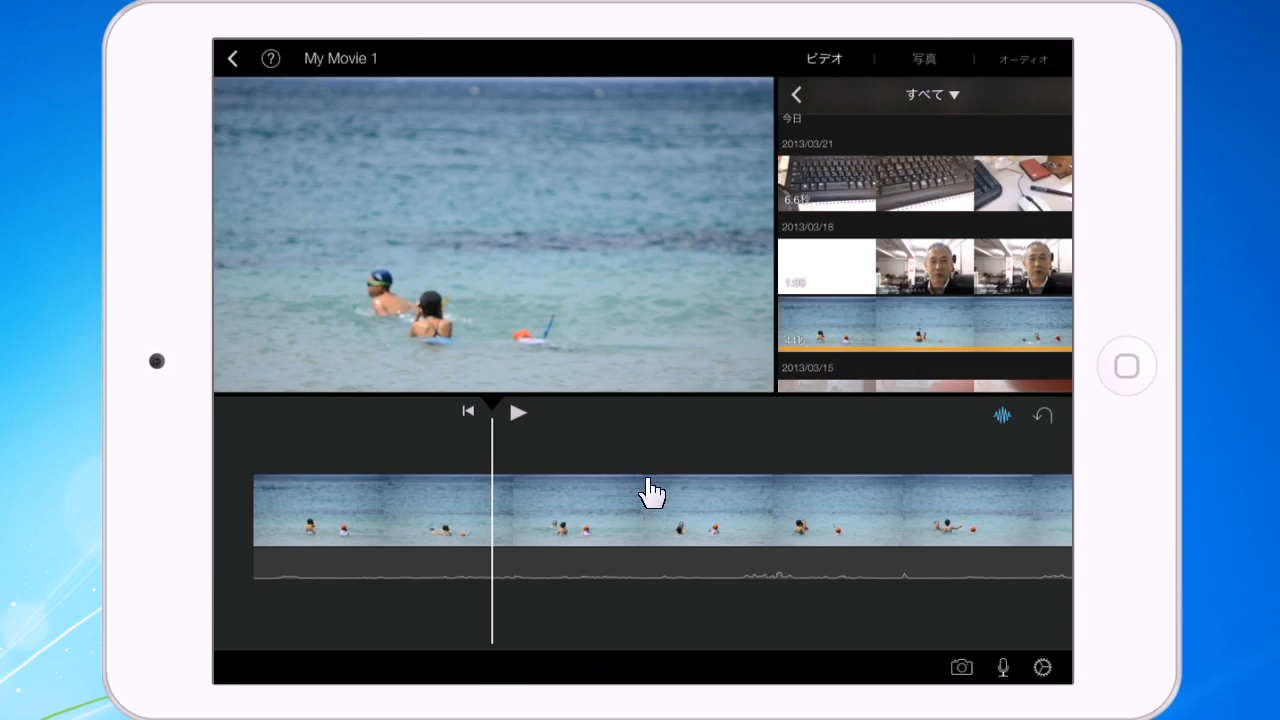 ? My Movie 1
ビデオ | 写真 | オーディオ
すべて ▼
今日
2013/03/21
6.6秒
2013/03/18
1:00
44秒
2013/03/15